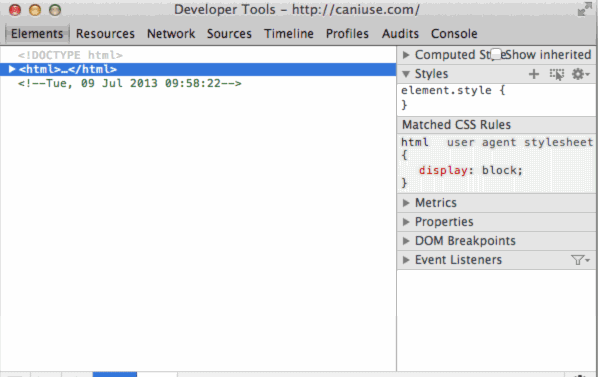 Developer Tools - http://caniuse.com/
Elements Resources Network Sources Timeline Profiles Audits Console
<!DOCTYPE html>
<html>…</html>
<!--Tue, 09 Jul 2013 09:58:22-->
Computed Style Show inherited
Styles
element.style {
}
Matched CSS Rules
html user agent stylesheet
{
display: block;
}
Metrics
Properties
DOM Breakpoints
Event Listeners